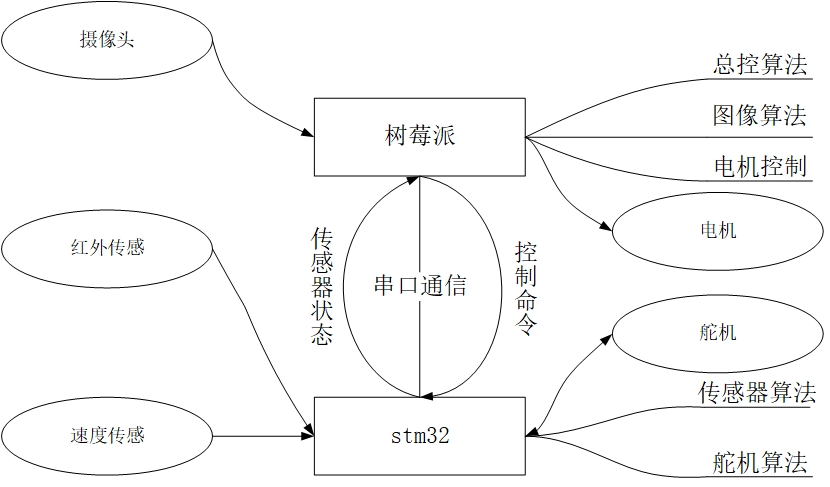 摄像头
总控算法
图像算法
树莓派
电机控制
电机
红外传感
传感器状态
串口通信
控制命令
舵机
传感器算法
速度传感
stm32
舵机算法